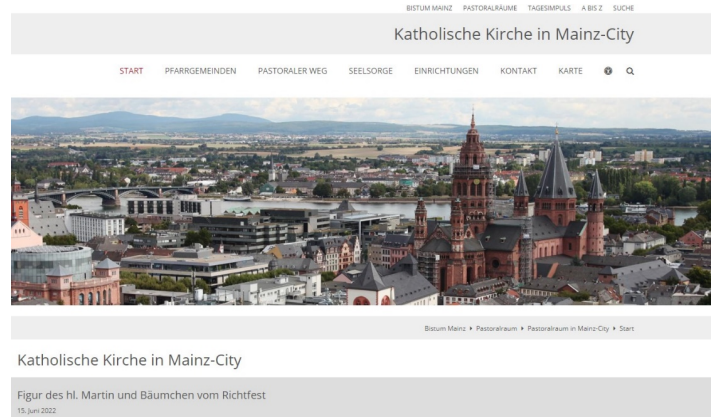 BISTUM MAINZ PASTORALRÄUME TAGESIMPULS A BIS Z SUCHE
Katholische Kirche in Mainz-City
START PFARRGEMEINDEN PASTORALER WEG SEELSORGE EINRICHTUNGEN KONTAKT KARTE
Bistum Mainz Pastoralraum Pastoralraum in Mainz-City Start
Katholische Kirche in Mainz-City
Figur des hl. Martin und Bäumchen vom Richtfest
15. Juni 2022